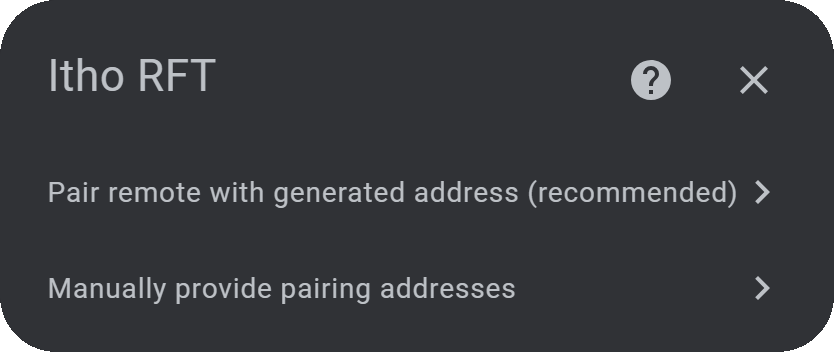 Itho RFT
Pair remote with generated address (recommended)
Manually provide pairing addresses